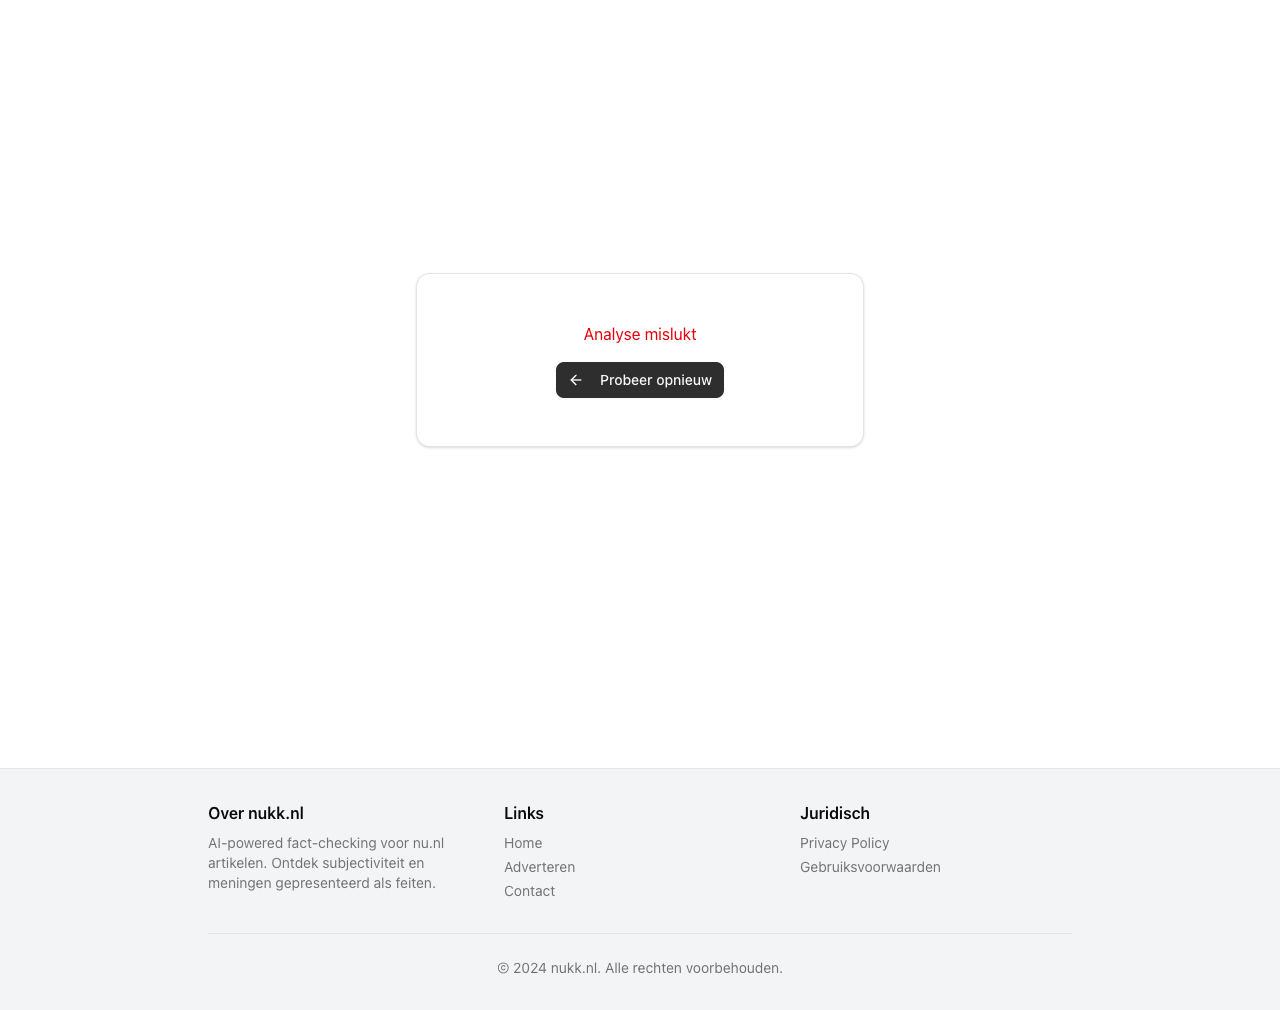 Analyse mislukt
Probeer opnieuw
Over nukk.nl
AI-powered fact-checking voor nu.nl
artikelen. Ontdek subjectiviteit en
meningen gepresenteerd als feiten.
Links
Home
Adverteren
Contact
Juridisch
Privacy Policy
Gebruiksvoorwaarden
© 2024 nukk.nl. Alle rechten voorbehouden.